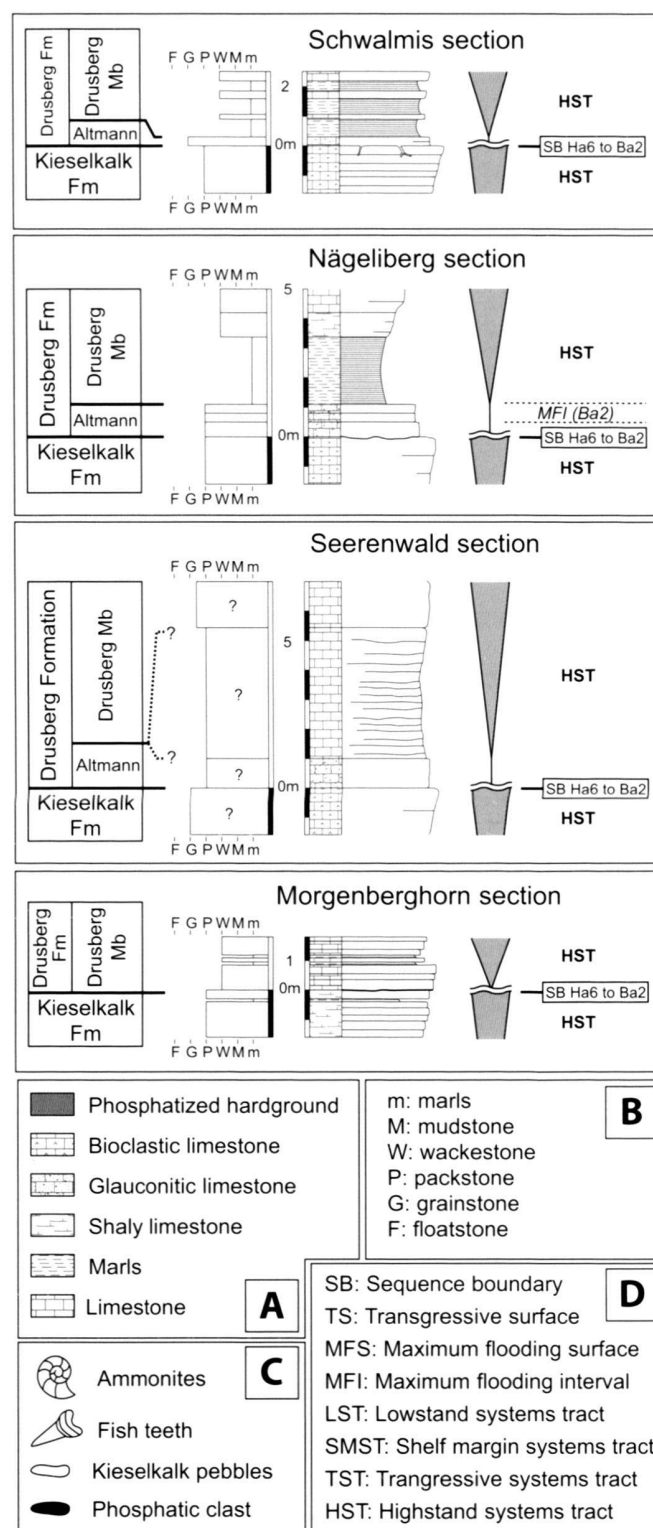 Schwalmis section
Drusberg Fm
Drusberg Mb
Altmann
Kieselkalk Fm
F G P W M m
2
0m
F G P W M m
HST
SB Ha6 to Ba2
HST
Nägeliberg section
Drusberg Fm
Drusberg Mb
Altmann
Kieselkalk Fm
F G P W M m
5
0m
F G P W M m
HST
MFI (Ba2)
SB Ha6 to Ba2
HST
Seerenwald section
Drusberg Formation
Drusberg Mb
Altmann
Kieselkalk Fm
?
?
F G P W M m
?
?
?
?
5
0m
F G P W M m
HST
SB Ha6 to Ba2
HST
Morgenberghorn section
Drusberg Fm
Drusberg Mb
Kieselkalk Fm
F G P W M m
1
0m
F G P W M m
HST
SB Ha6 to Ba2
HST
Phosphatized hardground
Bioclastic limestone
Glauconitic limestone
Shaly limestone
Marls
Limestone
A
m: marls
M: mudstone
W: wackestone
P: packstone
G: grainstone
F: floatstone
B
Ammonites
Fish teeth
Kieselkalk pebbles
Phosphatic clast
C
SB: Sequence boundary
TS: Transgressive surface
MFS: Maximum flooding surface
MFI: Maximum flooding interval
LST: Lowstand systems tract
SMST: Shelf margin systems tract
TST: Trangressive systems tract
HST: Highstand systems tract
D